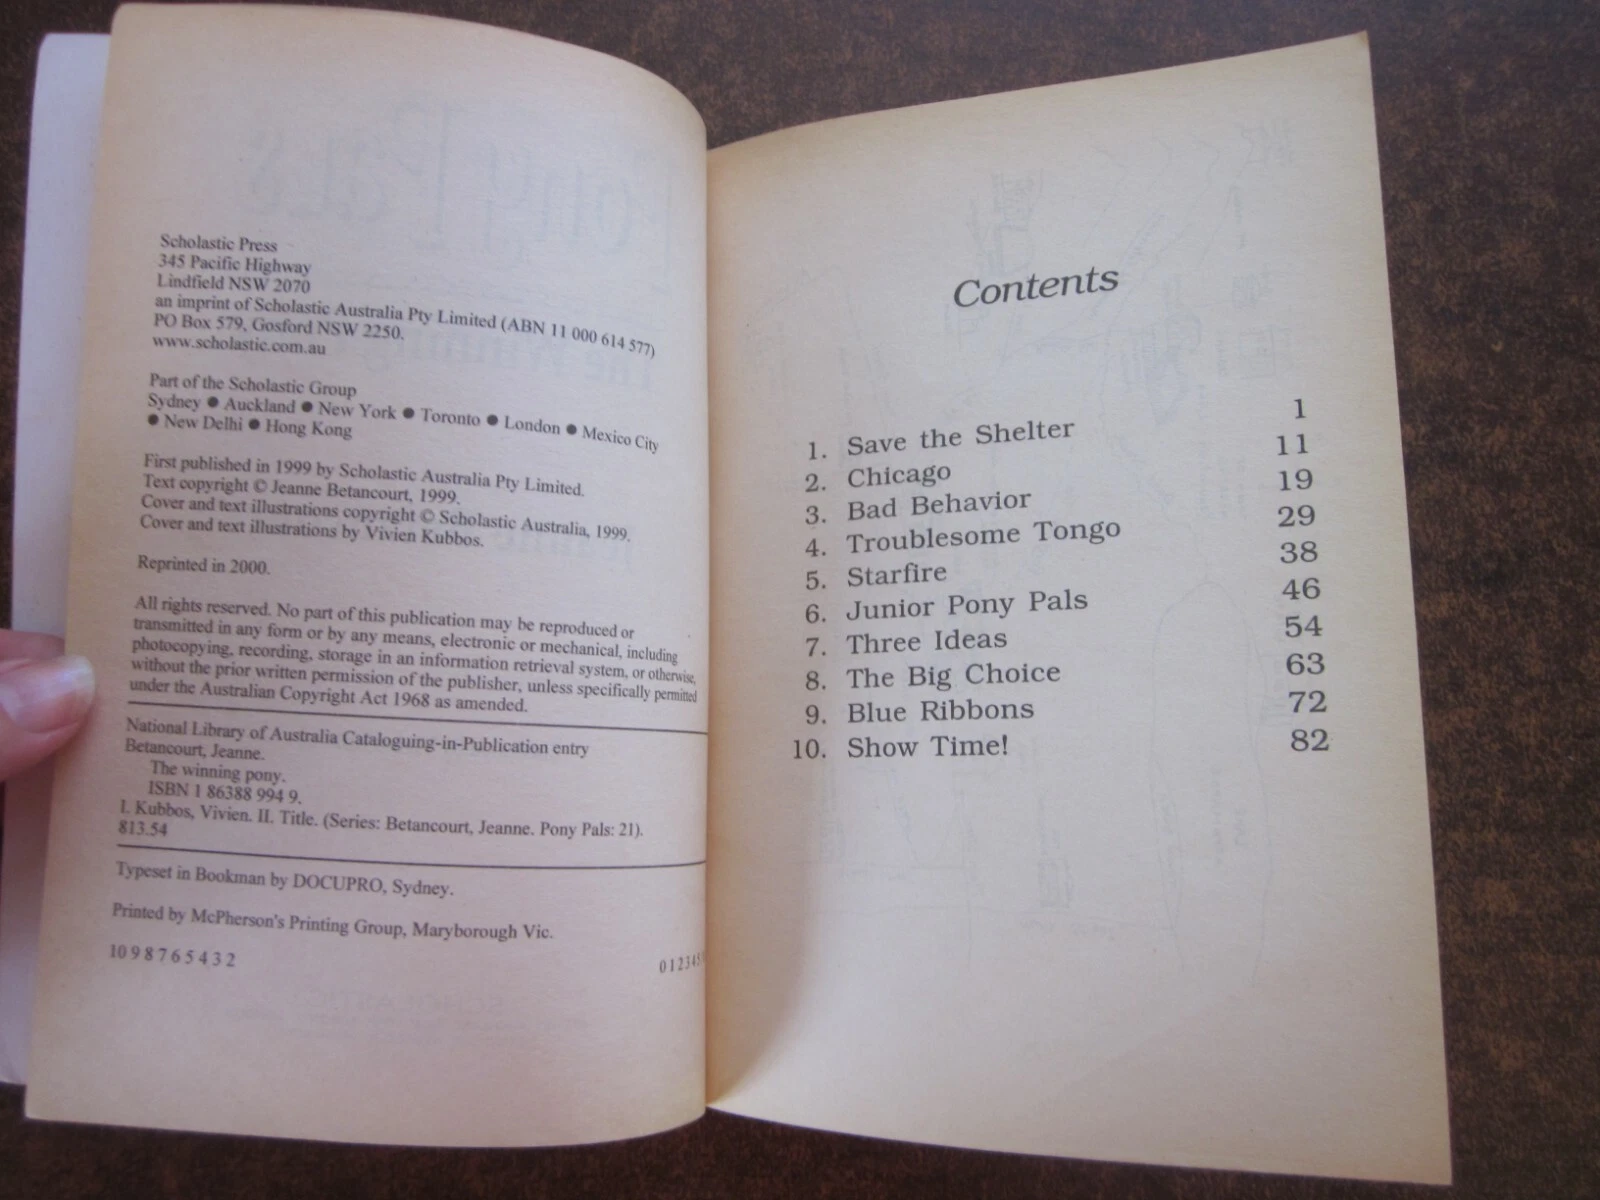 Scholastic Press
345 Pacific Highway
Lindfield NSW 2070
an imprint of Scholastic Australia Pty Limited (ABN 11 000 614 577)
PO Box 579, Gosford NSW 2250.
www.scholastic.com.au
Part of the Scholastic Group
Sydney ● Auckland ● New York ● Toronto ● London ● Mexico City
● New Delhi ● Hong Kong
First published in 1999 by Scholastic Australia Pty Limited.
Text copyright © Jeanne Betancourt, 1999.
Cover and text illustrations copyright © Scholastic Australia, 1999.
Cover and text illustrations by Vivien Kubbos.
Reprinted in 2000.
All rights reserved. No part of this publication may be reproduced or
transmitted in any form or by any means, electronic or mechanical, including
photocopying, recording, storage in an information retrieval system, or otherwise,
without the prior written permission of the publisher, unless specifically permitted
under the Australian Copyright Act 1968 as amended.
National Library of Australia Cataloguing-in-Publication entry
Betancourt, Jeanne.
The winning pony.
ISBN 1 86388 994 9.
I. Kubbos, Vivien. II. Title. (Series: Betancourt, Jeanne. Pony Pals: 21).
813.54
Typeset in Bookman by DOCUPRO, Sydney.
Printed by McPherson's Printing Group, Maryborough Vic.
10 9 8 7 6 5 4 3 2 0 1 2 3 4 5
Contents
1. Save the Shelter 1
2. Chicago 11
3. Bad Behavior 19
4. Troublesome Tongo 29
5. Starfire 38
6. Junior Pony Pals 46
7. Three Ideas 54
8. The Big Choice 63
9. Blue Ribbons 72
10. Show Time! 82